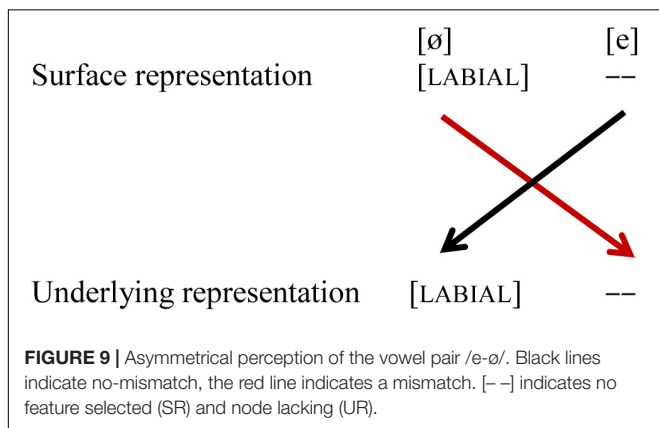 [ø] [e]
Surface representation [LABIAL] --
Underlying representation [LABIAL] --
FIGURE 9 | Asymmetrical perception of the vowel pair /e-ø/. Black lines
indicate no-mismatch, the red line indicates a mismatch. [– –] indicates no
feature selected (SR) and node lacking (UR).